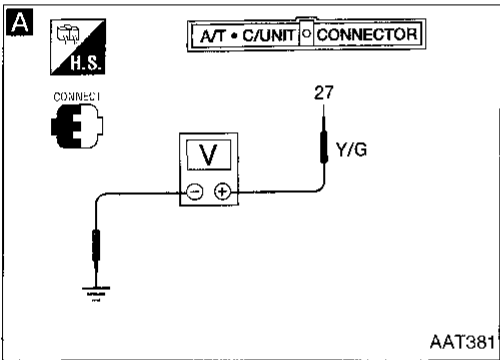 A
H.S.
CONNECT
A/T • C/UNIT CONNECTOR
27
Y/G
V
− +
AAT381